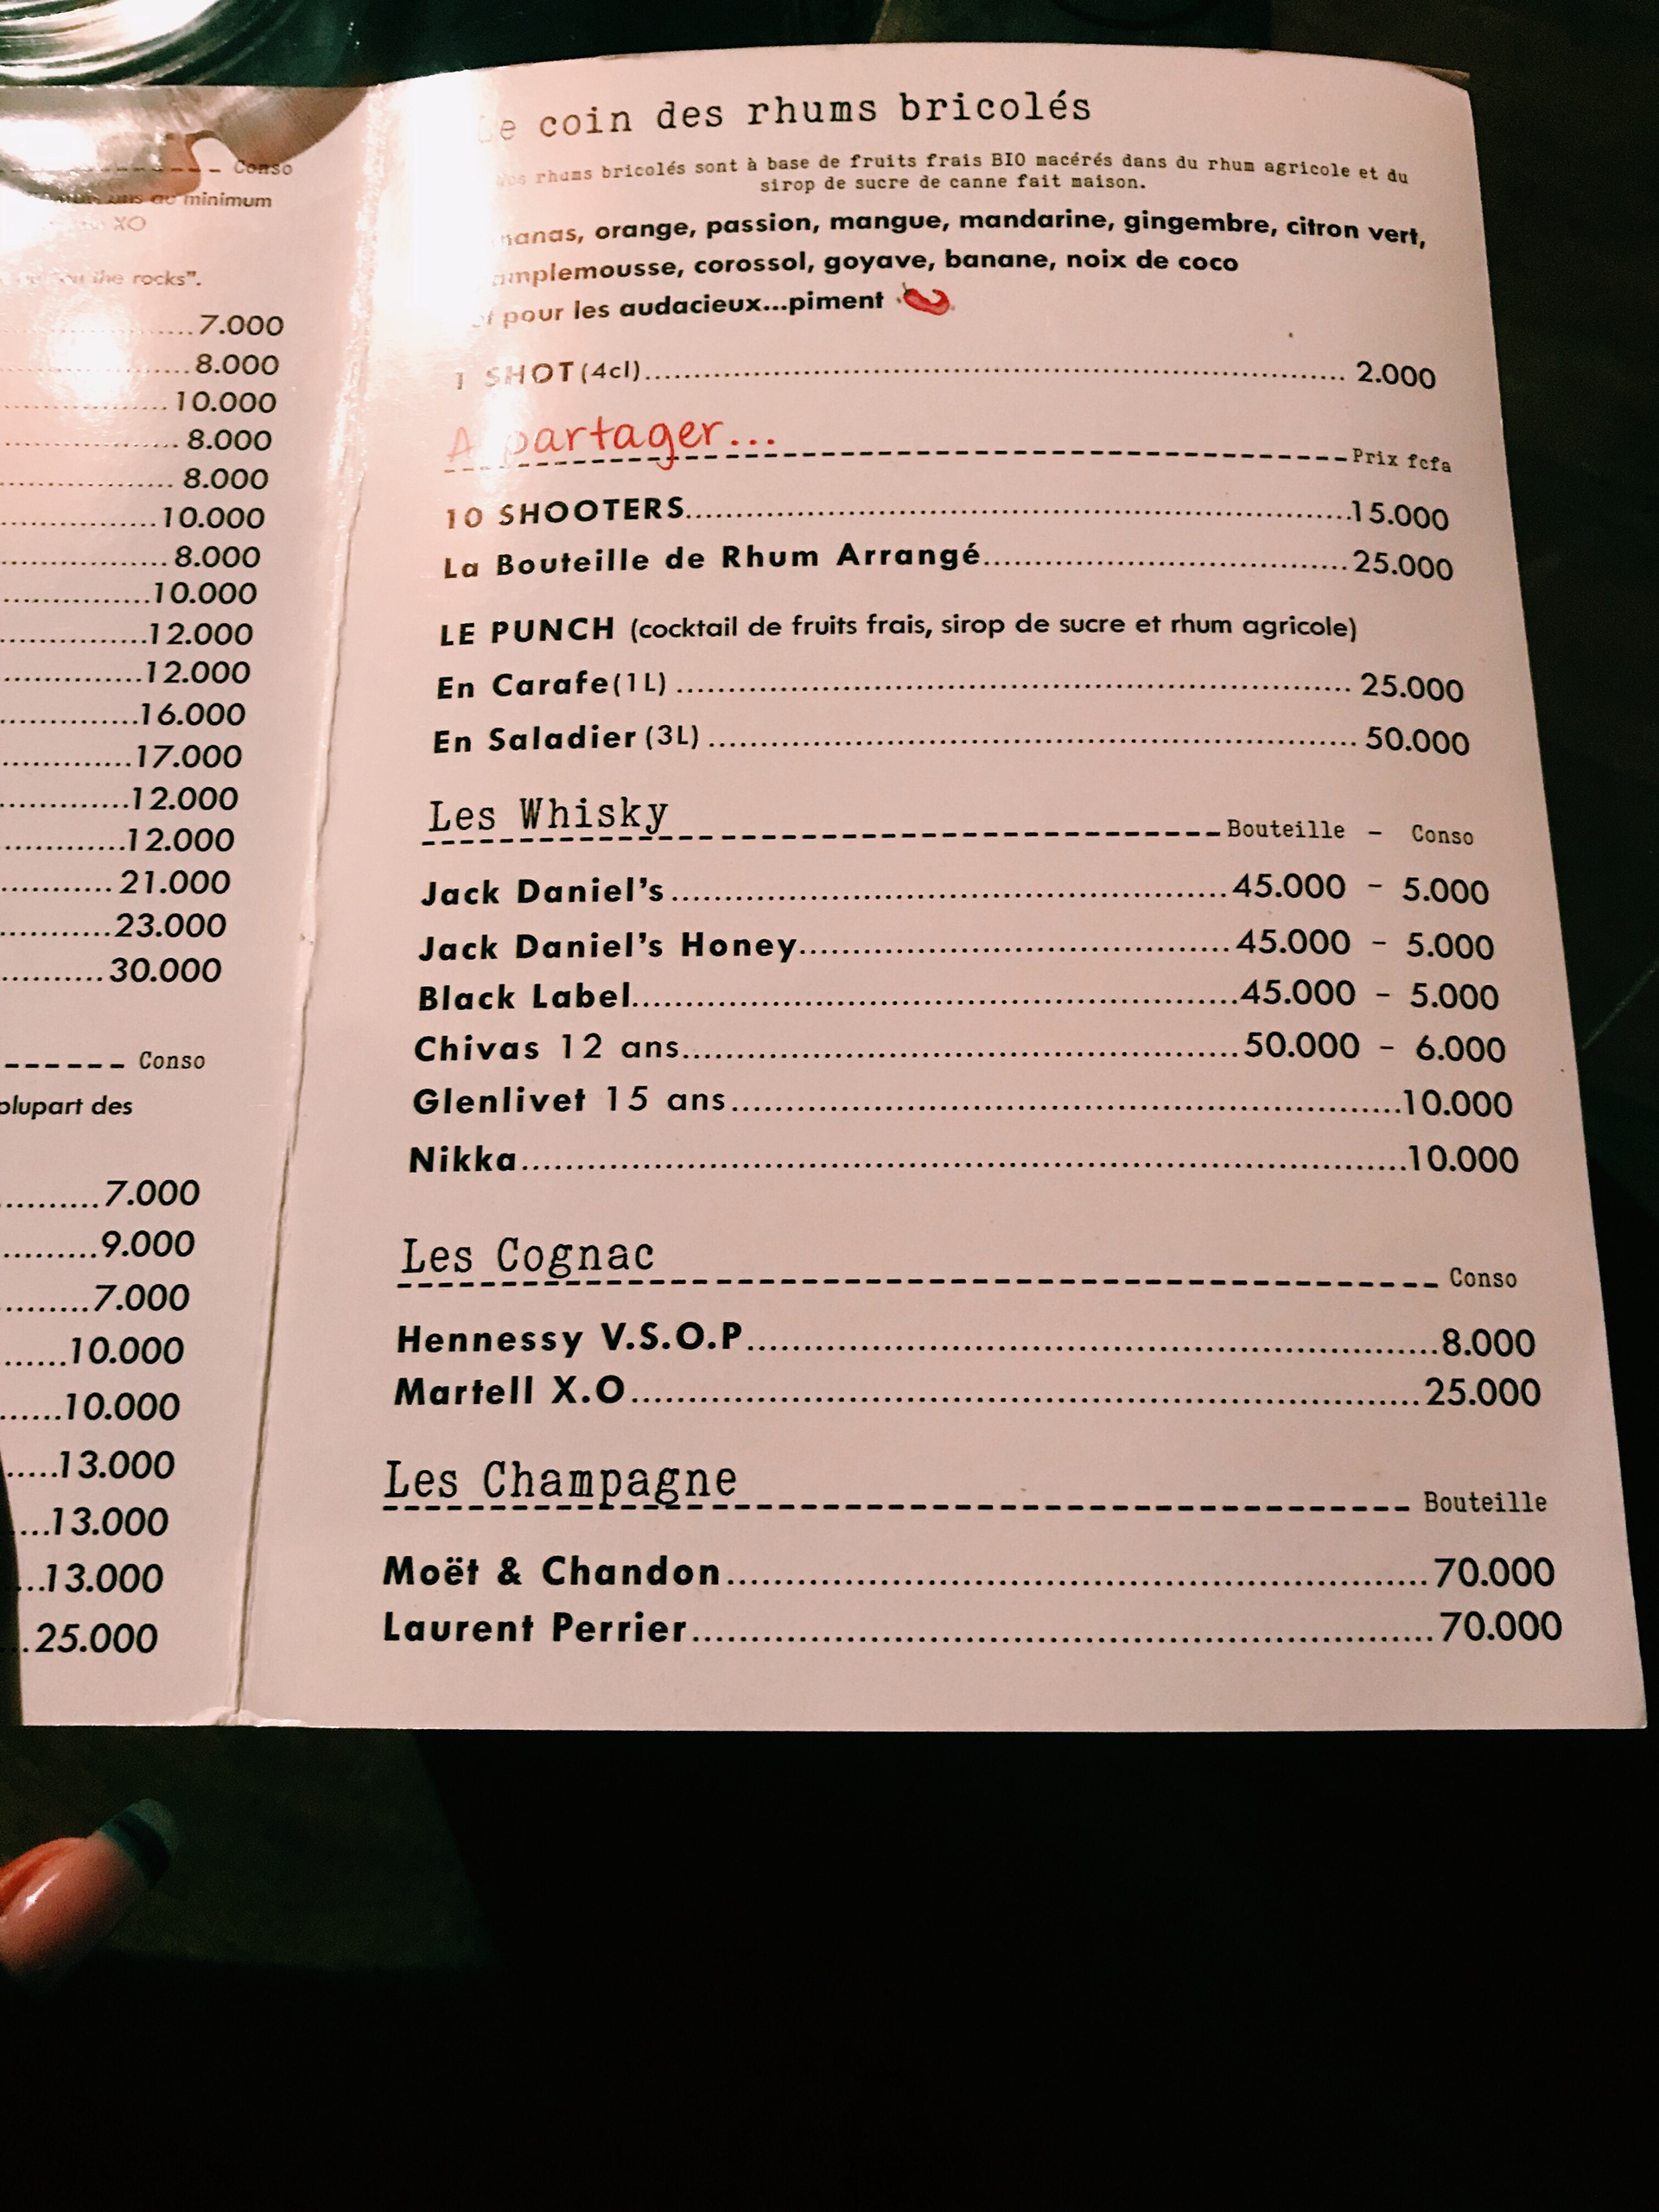 Conso
minimum
XO
the rocks".
.....7.000
.....8.000
.....10.000
.....8.000
.....8.000
.....10.000
.....8.000
.....10.000
.....12.000
.....12.000
.....16.000
.....17.000
.....12.000
.....12.000
.....21.000
.....23.000
.....30.000
------ Conso
plupart des
.....7.000
.....9.000
.....7.000
.....10.000
.....10.000
.....13.000
.....13.000
.....13.000
.....25.000
Le coin des rhums bricolés
Nos rhums bricolés sont à base de fruits frais BIO macérés dans du rhum agricole et du
sirop de sucre de canne fait maison.
nanas, orange, passion, mangue, mandarine, gingembre, citron vert,
amplemousse, corossol, goyave, banane, noix de coco
et pour les audacieux...piment
1 SHOT (4cl)..... 2.000
A partager...
Prix fcfa
10 SHOOTERS.....15.000
La Bouteille de Rhum Arrangé.....25.000
LE PUNCH (cocktail de fruits frais, sirop de sucre et rhum agricole)
En Carafe (1L) ..... 25.000
En Saladier (3L) ..... 50.000
Les Whisky
Bouteille - Conso
Jack Daniel's.....45.000 - 5.000
Jack Daniel's Honey.....45.000 - 5.000
Black Label.....45.000 - 5.000
Chivas 12 ans.....50.000 - 6.000
Glenlivet 15 ans.....10.000
Nikka.....10.000
Les Cognac
Conso
Hennessy V.S.O.P.....8.000
Martell X.O.....25.000
Les Champagne
Bouteille
Moët & Chandon.....70.000
Laurent Perrier.....70.000